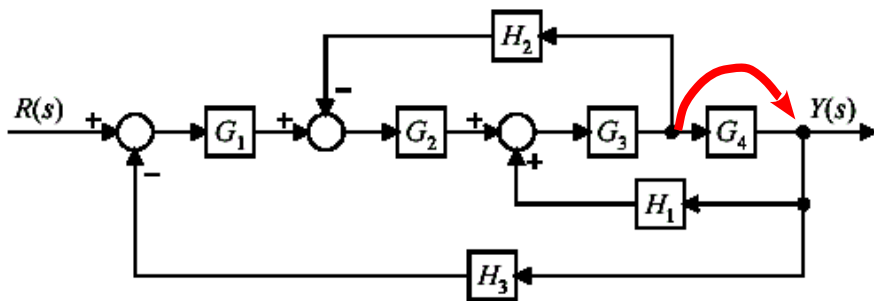 H₂
−
R(s) + G₁ + − G₂ + G₃ G₄ Y(s)
− + H₁
H₃